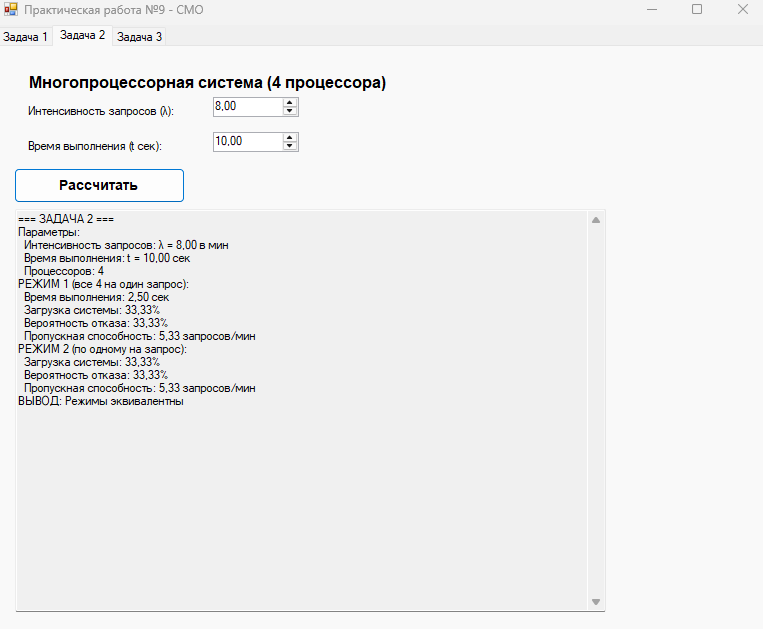 Практическая работа №9 - СМО
Задача 1 Задача 2 Задача 3
Многопроцессорная система (4 процессора)
Интенсивность запросов (λ): 8,00
Время выполнения (t сек): 10,00
Рассчитать
=== ЗАДАЧА 2 ===
Параметры:
Интенсивность запросов: λ = 8,00 в мин
Время выполнения: t = 10,00 сек
Процессоров: 4
РЕЖИМ 1 (все 4 на один запрос):
Время выполнения: 2,50 сек
Загрузка системы: 33,33%
Вероятность отказа: 33,33%
Пропускная способность: 5,33 запросов/мин
РЕЖИМ 2 (по одному на запрос):
Загрузка системы: 33,33%
Вероятность отказа: 33,33%
Пропускная способность: 5,33 запросов/мин
ВЫВОД: Режимы эквивалентны